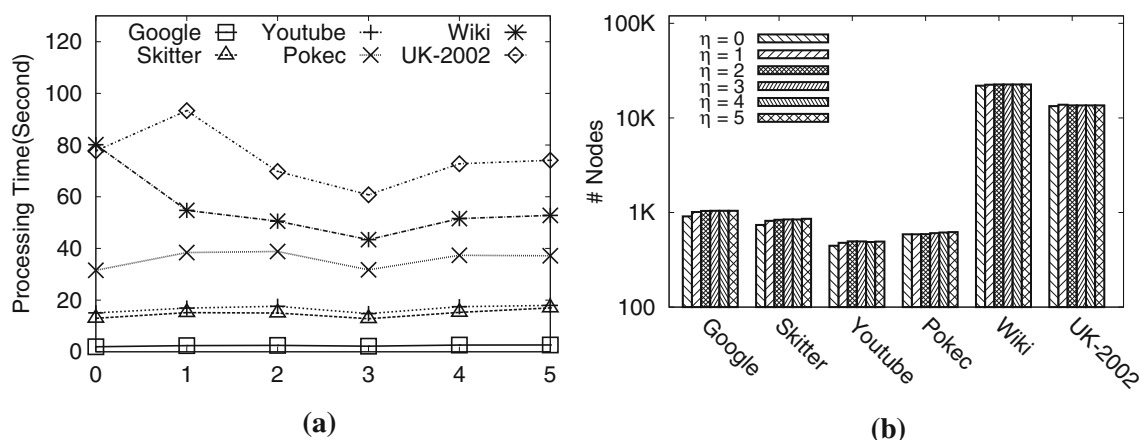 Processing Time(Second)
120
100
80
60
40
20
0
Google Youtube Wiki
Skitter Pokec UK-2002
0 1 2 3 4 5
(a)
# Nodes
100K
10K
1K
100
η = 0
η = 1
η = 2
η = 3
η = 4
η = 5
Google Skitter Youtube Pokec Wiki UK-2002
(b)